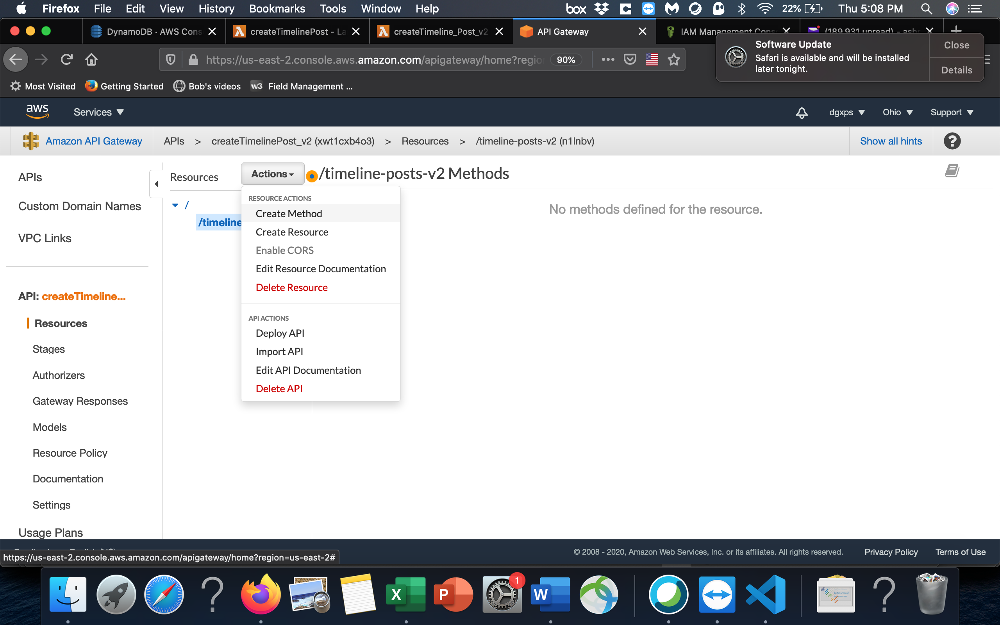 Firefox File Edit View History Bookmarks Tools Window Help box 22% Thu 5:08 PM
DynamoDB · AWS Cons
createTimelinePost - La
createTimeline_Post_v2
API Gateway
IAM Management Cons
(189,931 unread) - ashr
Software Update
Safari is available and will be installed
later tonight.
Close
Details
https://us-east-2.console.aws.amazon.com/apigateway/home?region 90%
Most Visited Getting Started Bob's videos w3 Field Management ...
aws Services dgxps Ohio Support
Amazon API Gateway APIs > createTimelinePost_v2 (xwt1cxb4o3) > Resources > /timeline-posts-v2 (n1lnbv) Show all hints ?
APIs
Custom Domain Names
VPC Links
API: createTimeline...
Resources
Stages
Authorizers
Gateway Responses
Models
Resource Policy
Documentation
Settings
Usage Plans
Resources Actions
/
/timeline
RESOURCE ACTIONS
Create Method
Create Resource
Enable CORS
Edit Resource Documentation
Delete Resource
API ACTIONS
Deploy API
Import API
Edit API Documentation
Delete API
/timeline-posts-v2 Methods
No methods defined for the resource.
© 2008 - 2020, Amazon Web Services, Inc. or its affiliates. All rights reserved. Privacy Policy Terms of Use
https://us-east-2.console.aws.amazon.com/apigateway/home?region=us-east-2#
? X P 1 W ?